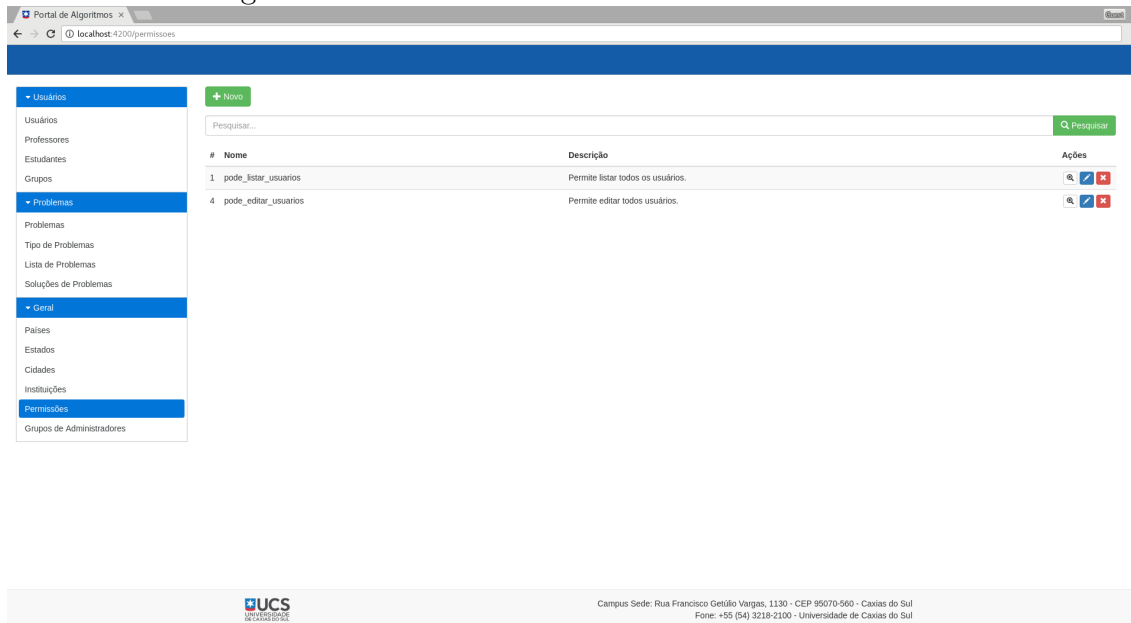 Portal de Algoritmos ×
Guest
localhost:4200/permissoes
Usuários
Usuários
Professores
Estudantes
Grupos
Problemas
Problemas
Tipo de Problemas
Lista de Problemas
Soluções de Problemas
Geral
Países
Estados
Cidades
Instituições
Permissões
Grupos de Administradores
Novo
Pesquisar...
Pesquisar
# Nome Descrição Ações
1 pode_listar_usuarios Permite listar todos os usuários.
4 pode_editar_usuarios Permite editar todos usuários.
UCS
UNIVERSIDADE
DE CAXIAS DO SUL
Campus Sede: Rua Francisco Getúlio Vargas, 1130 - CEP 95070-560 - Caxias do Sul
Fone: +55 (54) 3218-2100 - Universidade de Caxias do Sul